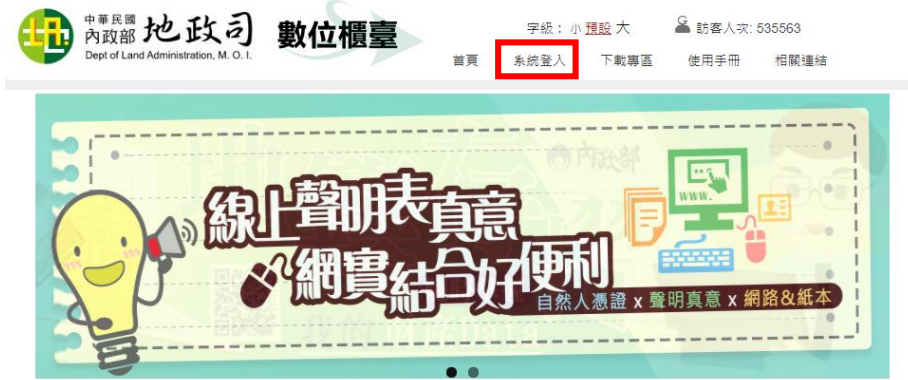 中華民國
內政部 地政司 數位櫃臺
Dept of Land Administration, M. O. I.
字級： 小 預設 大
訪客人次: 535563
首頁 系統登入 下載專區 使用手冊 相關連結
內政部
www.
線上聲明表真意
網實結合好便利
自然人憑證 x 聲明真意 x 網路&紙本